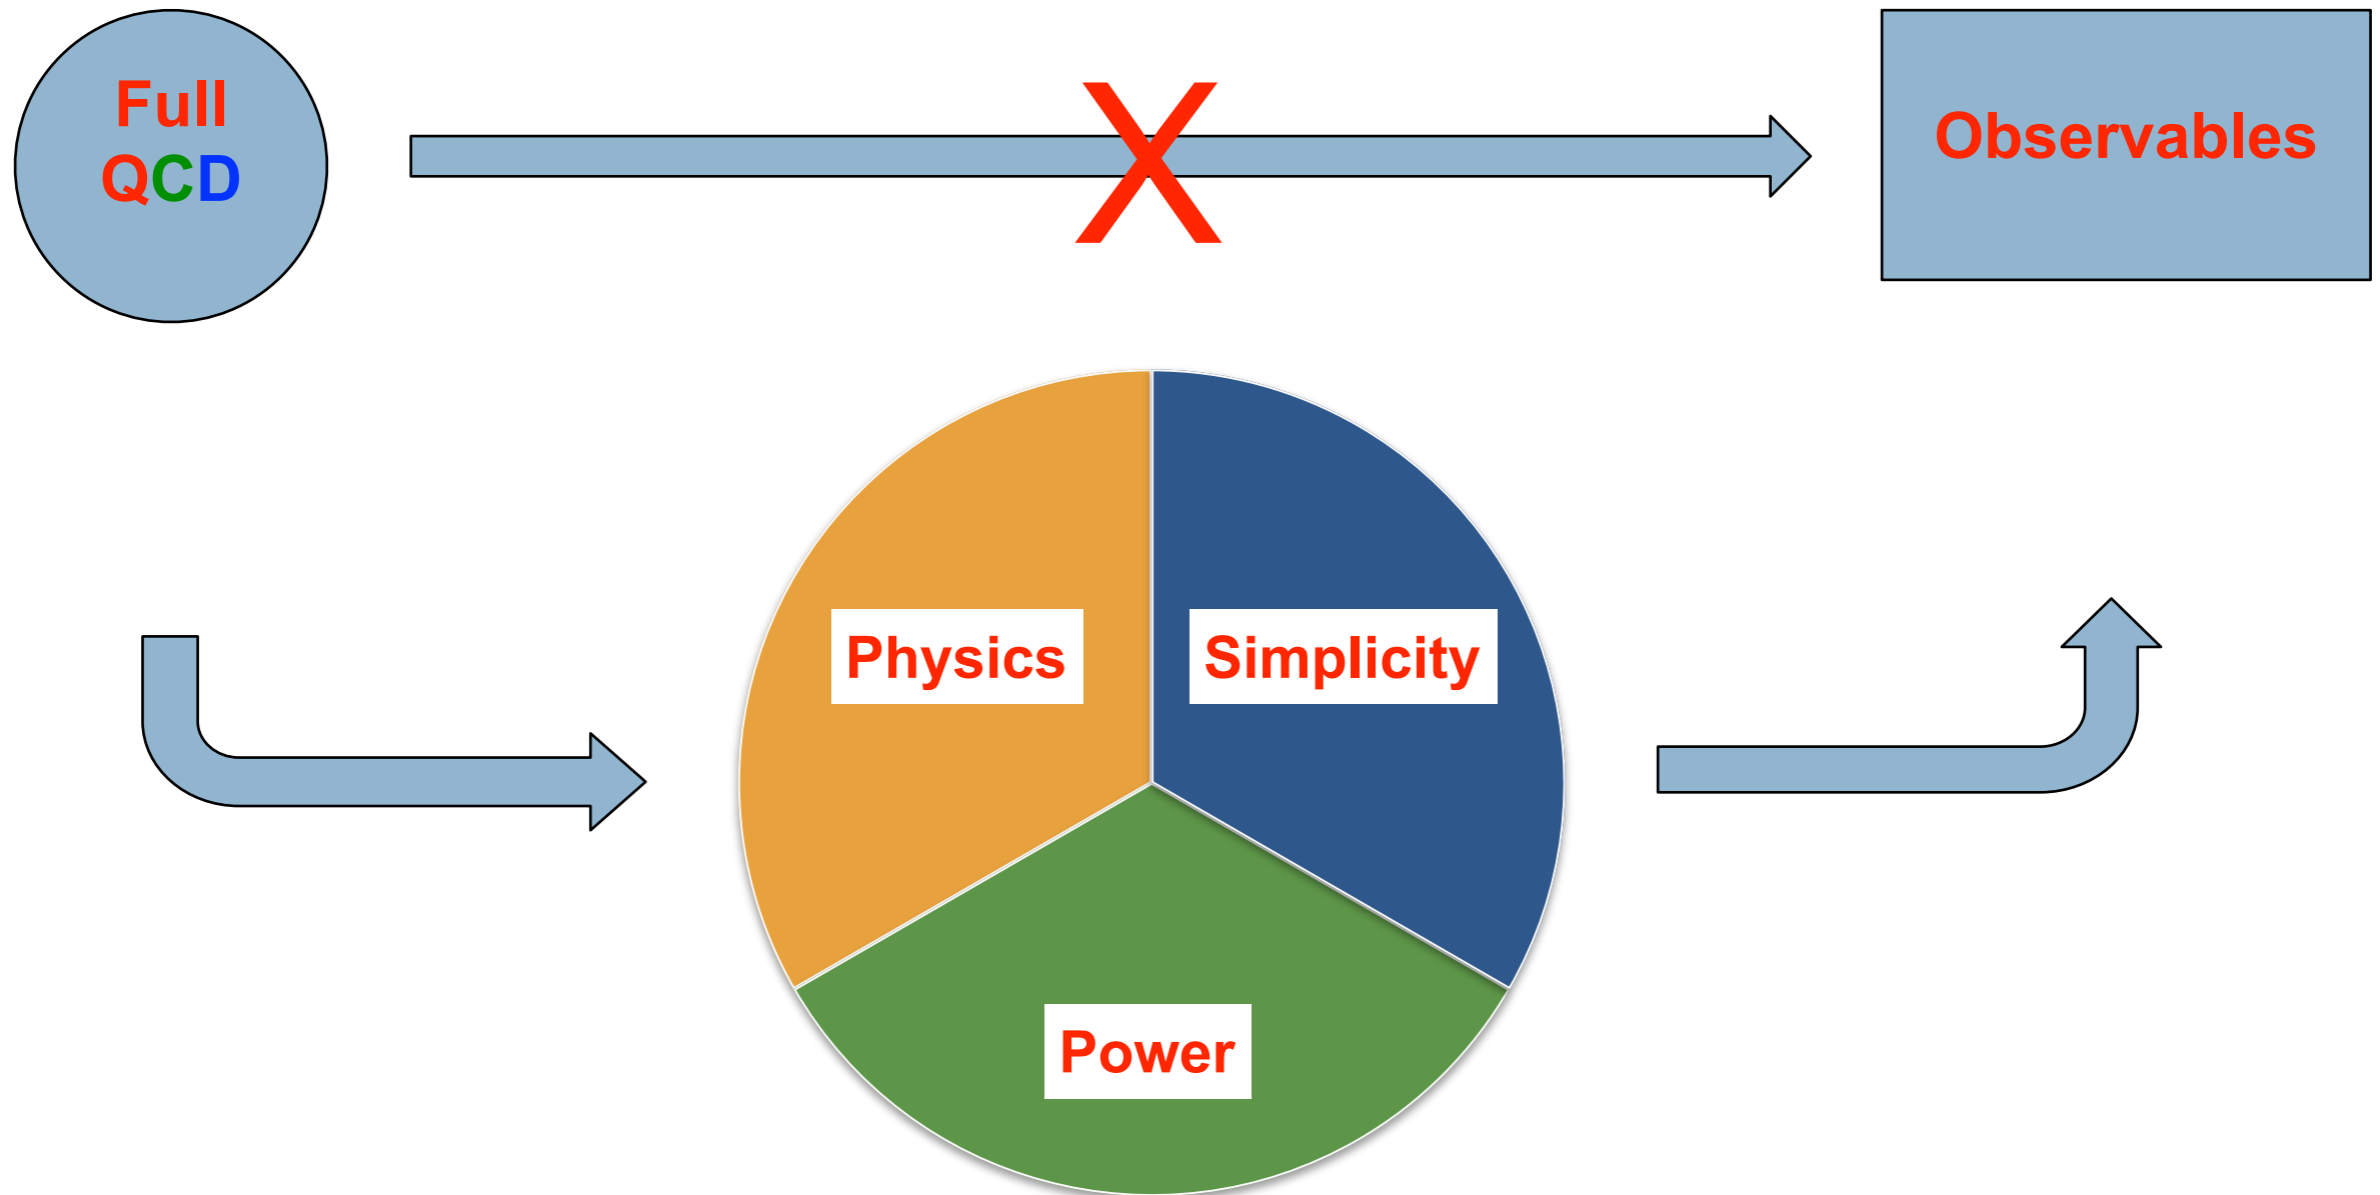 Full
QCD
X
Observables
Physics
Simplicity
Power